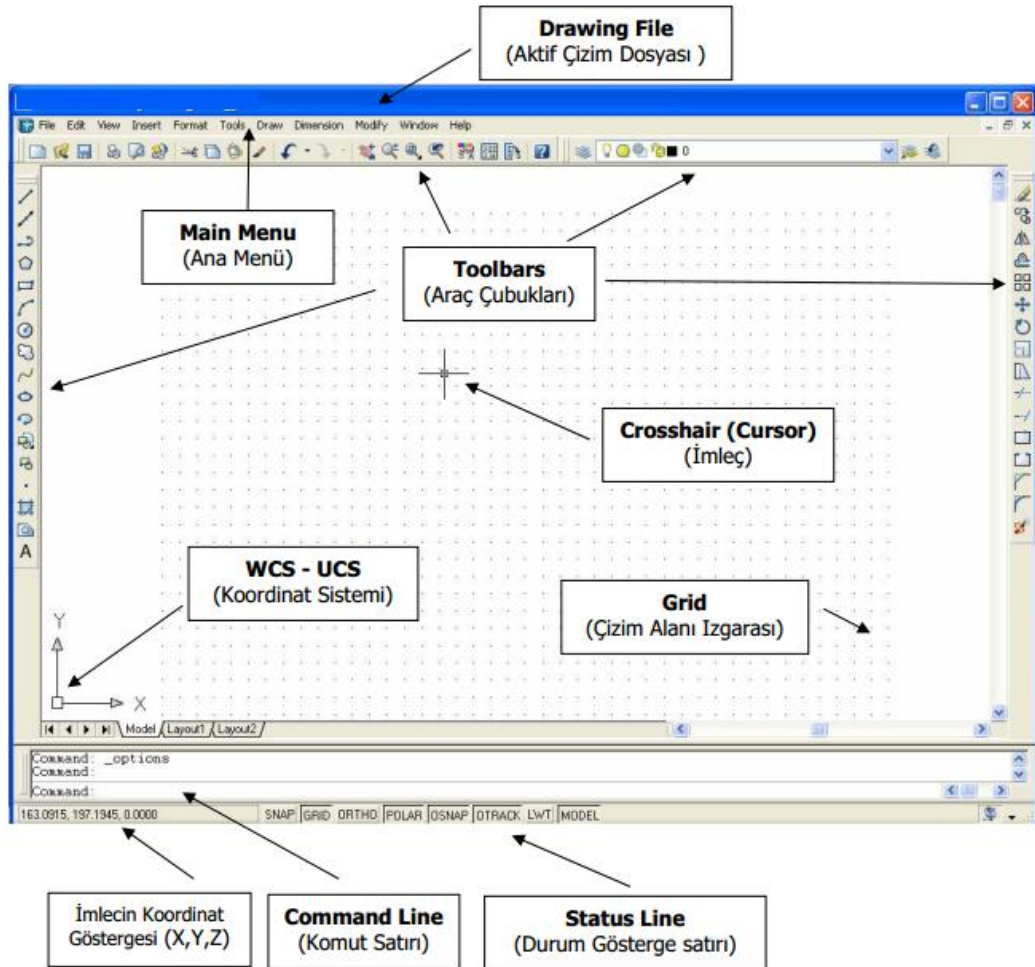 Drawing File
(Aktif Çizim Dosyası )
File Edit View Insert Format Tools Draw Dimension Modify Window Help
0
Main Menu
(Ana Menü)
Toolbars
(Araç Çubukları)
Crosshair (Cursor)
(İmleç)
A
WCS - UCS
(Koordinat Sistemi)
Grid
(Çizim Alanı Izgarası)
Y
X
Model Layout1 Layout2
Command: _options
Command:
Command:
163.0915, 197.1945, 0.0000 SNAP GRID ORTHO POLAR OSNAP OTRACK LWT MODEL
İmlecin Koordinat
Göstergesi (X,Y,Z)
Command Line
(Komut Satırı)
Status Line
(Durum Gösterge satırı)